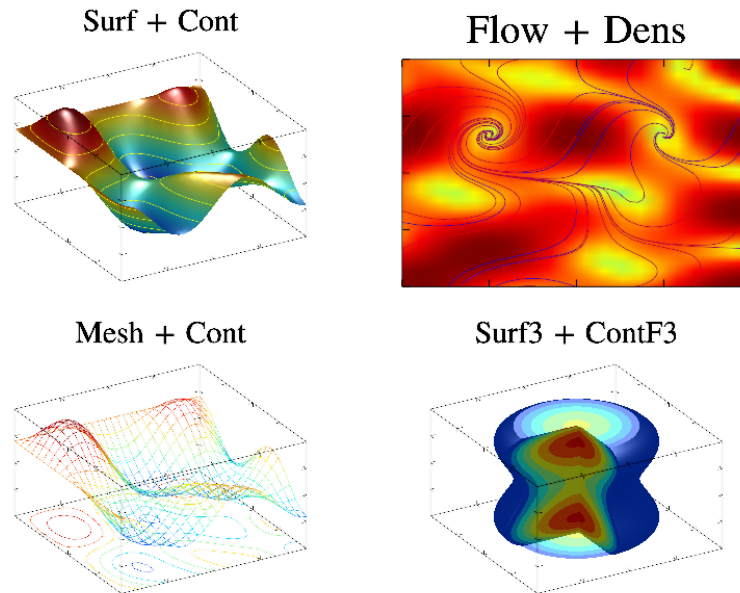 Surf + Cont
Flow + Dens
Mesh + Cont
Surf3 + ContF3